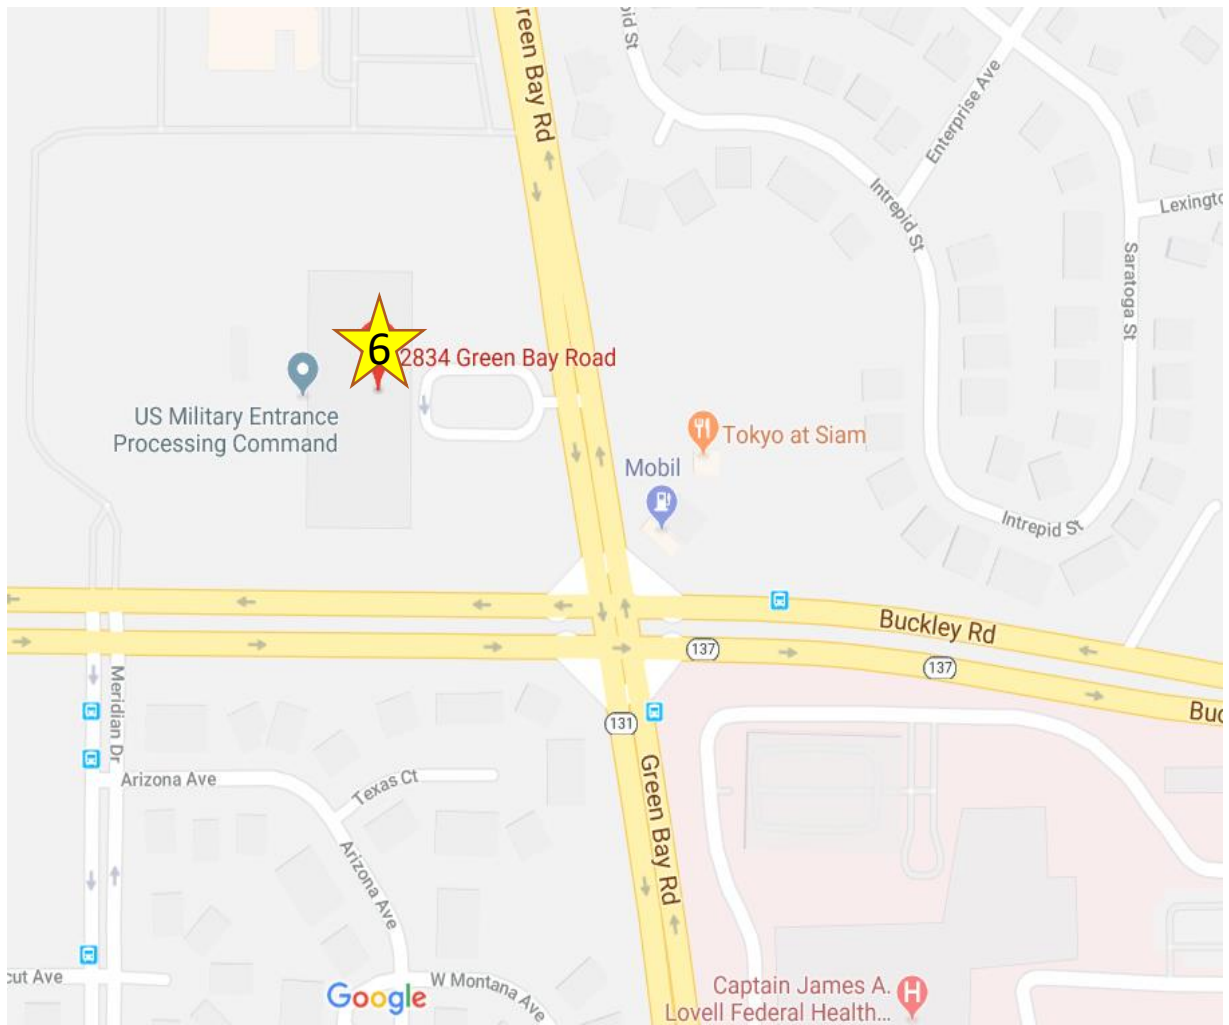 Green Bay Rd
pid St
Enterprise Ave
Intrepid St
Lexingto
Saratoga St
6
2834 Green Bay Road
US Military Entrance
Processing Command
Tokyo at Siam
Mobil
Intrepid St
Buckley Rd
137
137
Buc
131
Meridian Dr
Arizona Ave
Texas Ct
Green Bay Rd
Arizona Ave
cut Ave
W Montana Ave
Google
Captain James A.
Lovell Federal Health...
H